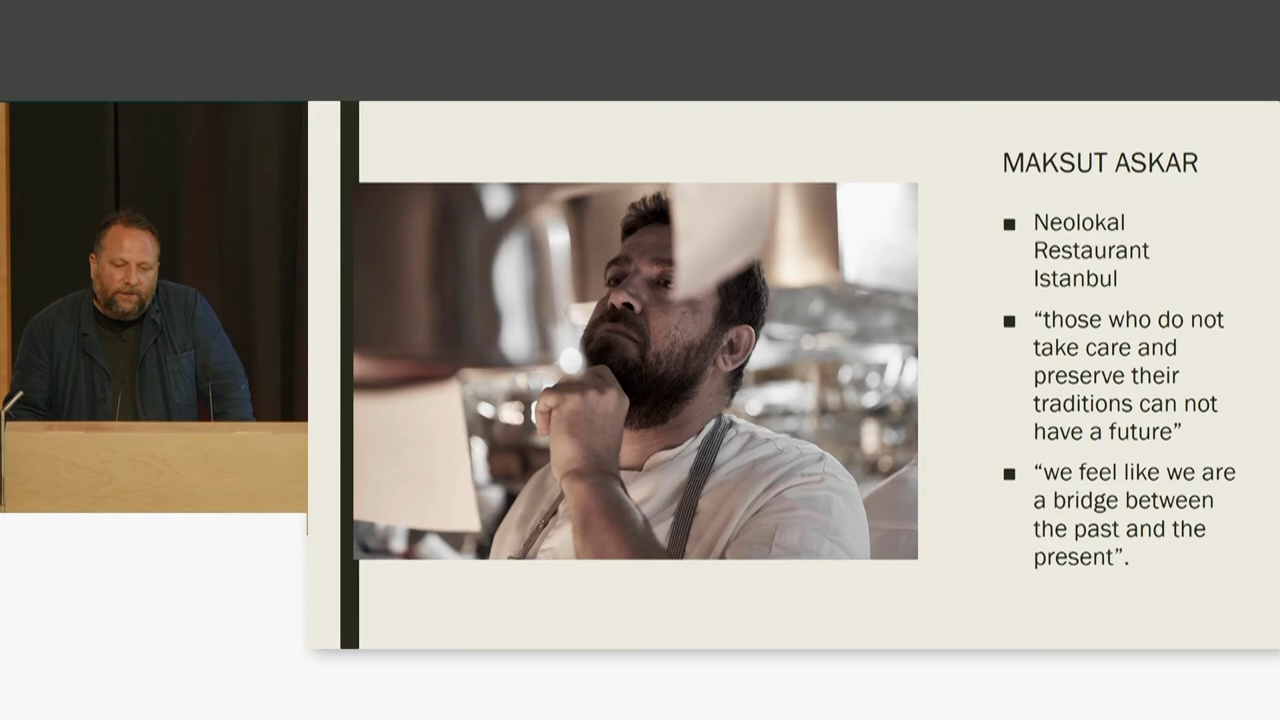 MAKSUT ASKAR
■ Neolokal
Restaurant
Istanbul
■ “those who do not
take care and
preserve their
traditions can not
have a future”
■ “we feel like we are
a bridge between
the past and the
present”.